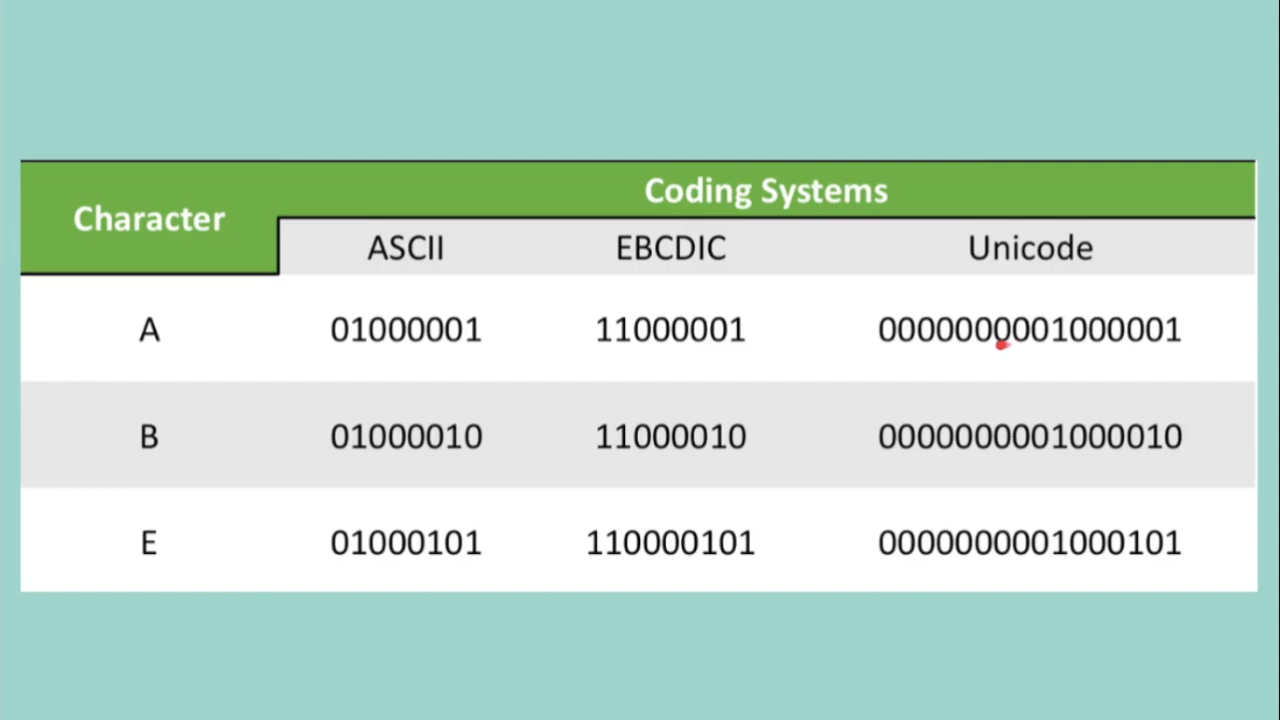 Coding Systems
Character
ASCII EBCDIC Unicode
A 01000001 11000001 0000000001000001
B 01000010 11000010 0000000001000010
E 01000101 110000101 0000000001000101